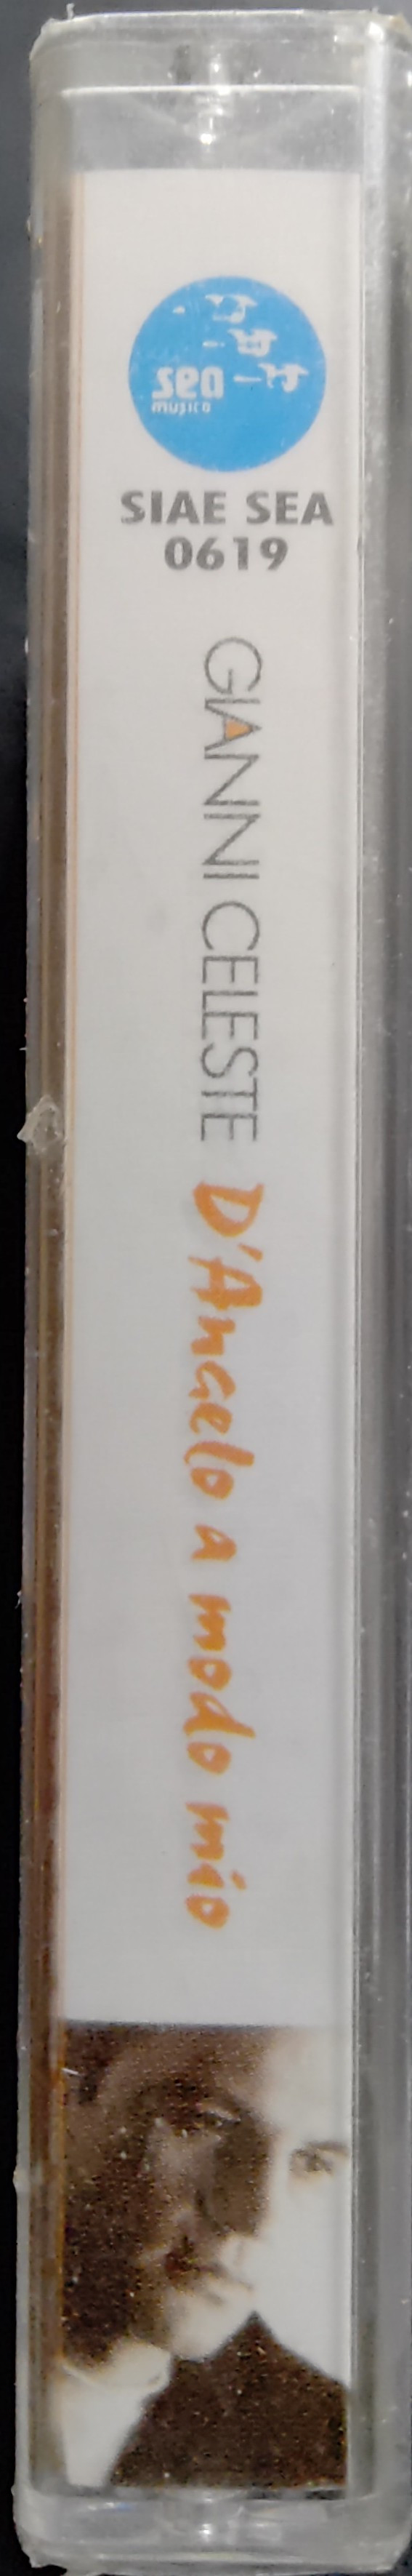 sea
musica
SIAE SEA
0619
GIANNI CELESTE D'Angelo a modo mio